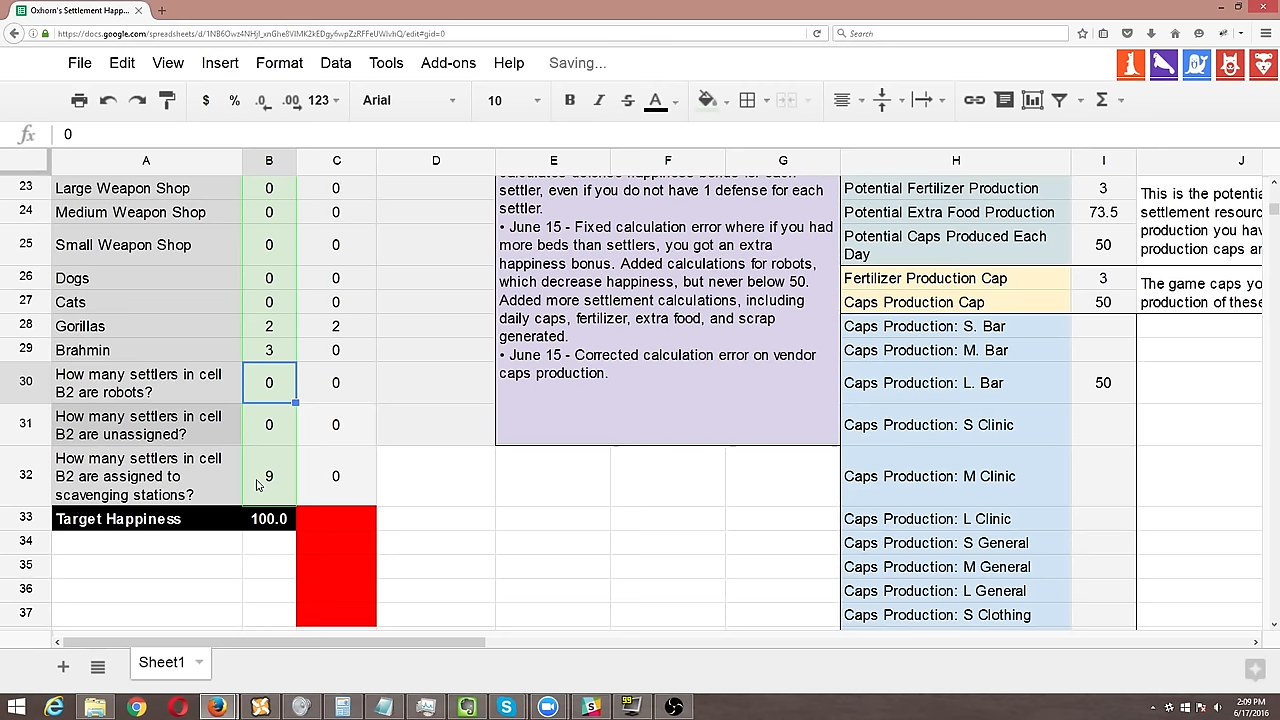 Oxhorn's Settlement Happ...
Search
File Edit View Insert Format Data Tools Add-ons Help Saving...
$ % .0 .00 123 Arial 10 B I S A Σ
fx 0
A B C D E F G H I J
23 Large Weapon Shop 0 0
24 Medium Weapon Shop 0 0
25 Small Weapon Shop 0 0
26 Dogs 0 0
27 Cats 0 0
28 Gorillas 2 2
29 Brahmin 3 0
30 How many settlers in cell
B2 are robots? 0 0
31 How many settlers in cell
B2 are unassigned? 0 0
32 How many settlers in cell
B2 are assigned to
scavenging stations? 9 0
33 Target Happiness 100.0
34
35
36
37
calculates defense happiness bonus for each
settler, even if you do not have 1 defense for each
settler.
• June 15 - Fixed calculation error where if you had
more beds than settlers, you got an extra
happiness bonus. Added calculations for robots,
which decrease happiness, but never below 50.
Added more settlement calculations, including
daily caps, fertilizer, extra food, and scrap
generated.
• June 15 - Corrected calculation error on vendor
caps production.
Potential Fertilizer Production 3
Potential Extra Food Production 73.5
Potential Caps Produced Each
Day 50
Fertilizer Production Cap 3
Caps Production Cap 50
Caps Production: S. Bar
Caps Production: M. Bar
Caps Production: L. Bar 50
Caps Production: S Clinic
Caps Production: M Clinic
Caps Production: L Clinic
Caps Production: S General
Caps Production: M General
Caps Production: L General
Caps Production: S Clothing
This is the potentia
settlement resourc
production you hav
production caps ar
The game caps yo
production of these
Sheet1
2:09 PM
6/17/2016